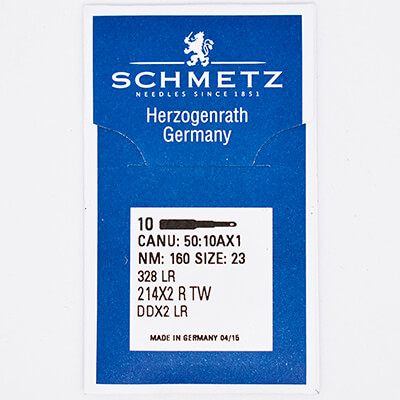 SCHMETZ
NEEDLES SINCE 1851
Herzogenrath
Germany
10
CANU: 50:10AX1
NM: 160 SIZE: 23
328 LR
214X2 R TW
DDX2 LR
MADE IN GERMANY 04/15